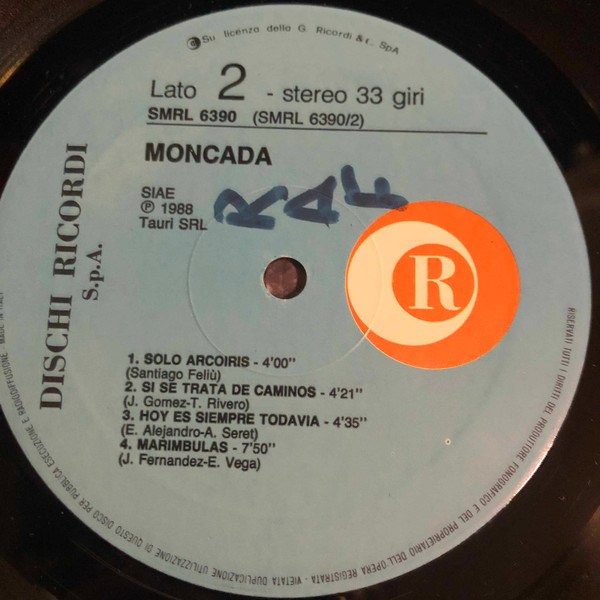 Su licenza della G. Ricordi & C. SpA
Lato 2 - stereo 33 giri
SMRL 6390 (SMRL 6390/2)
MONCADA
SIAE
℗ 1988
Tauri SRL
RAF
DISCHI RICORDI
S.p.A.
R
1. SOLO ARCOIRIS - 4'00"
(Santiago Feliù)
2. SI SE TRATA DE CAMINOS - 4'21"
(J. Gomez-T. Rivero)
3. HOY ES SIEMPRE TODAVIA - 4'35"
(E. Alejandro-A. Seret)
4. MARIMBULAS - 7'50"
(J. Fernandez-E. Vega)
RISERVATI TUTTI I DIRITTI DEL PRODUTTORE FONOGRAFICO E DEL PROPRIETARIO DELL'OPERA REGISTRATA - VIETATA DUPLICAZIONE UTILIZZAZIONE DI QUESTO DISCO PER PUBBLICA ESECUZIONE E RADIODIFFUSIONE. MADE IN ITALY